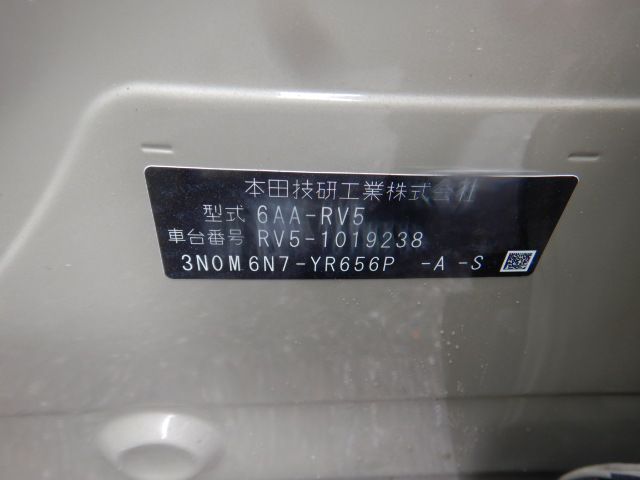 本田技研工業株式会社
型式 6AA-RV5
車台番号 RV5-1019238
3N0M6N7-YR656P -A -S